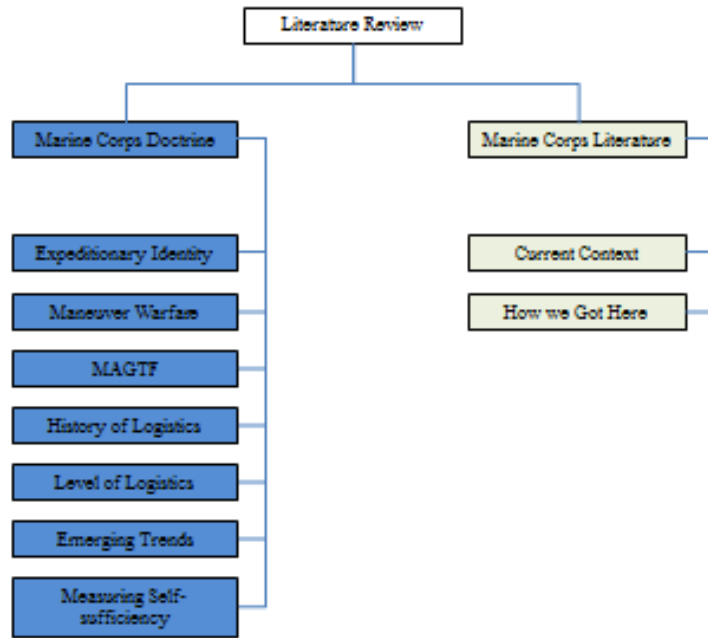 Literature Review
Marine Corps Doctrine
Expeditionary Identity
Maneuver Warfare
MAGTF
History of Logistics
Level of Logistics
Emerging Trends
Measuring Self-
sufficiency
Marine Corps Literature
Current Context
How we Got Here